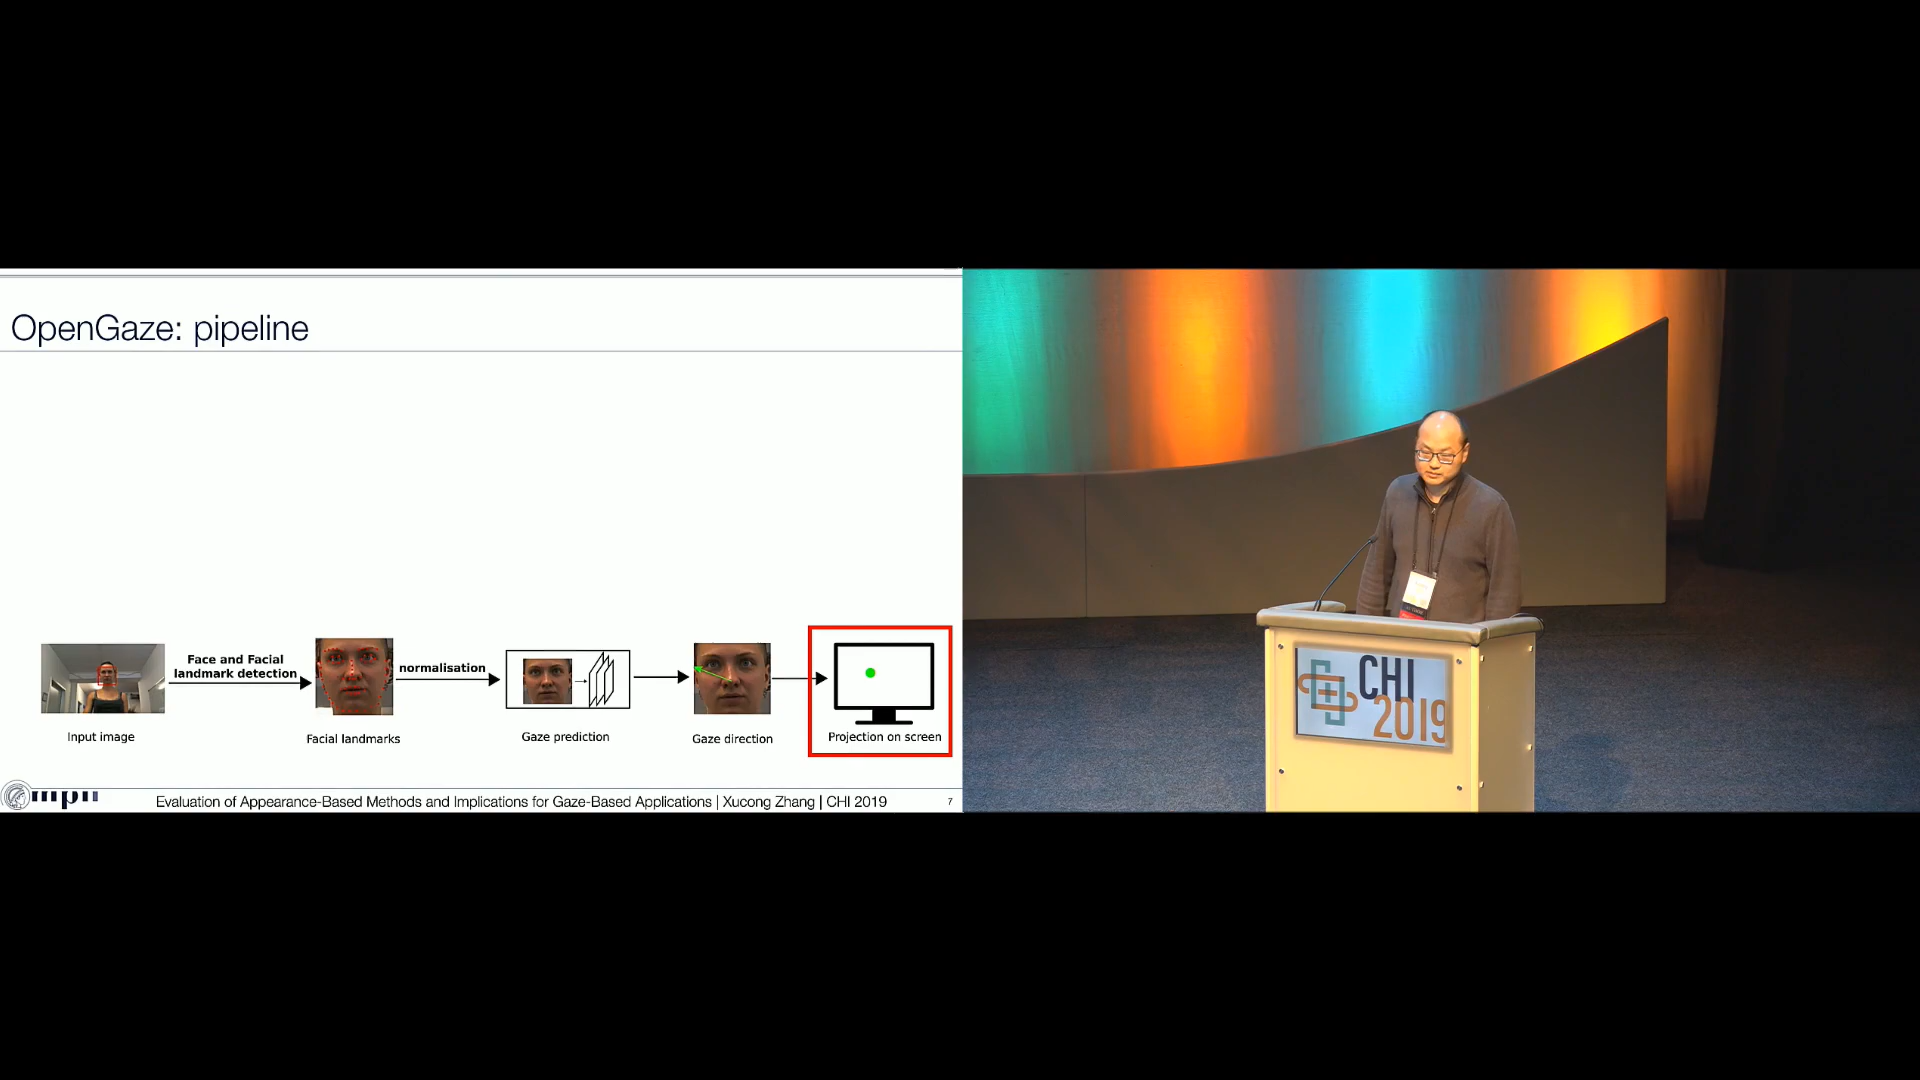 OpenGaze: pipeline
Face and Facial
landmark detection
normalisation
Input image
Facial landmarks
Gaze prediction
Gaze direction
Projection on screen
mpii
Evaluation of Appearance-Based Methods and Implications for Gaze-Based Applications | Xucong Zhang | CHI 2019
7
CHI
2019